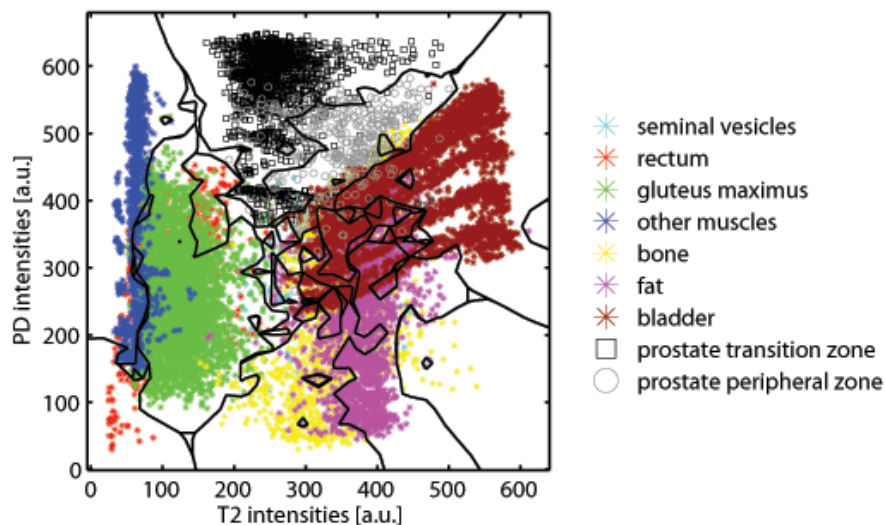 600
500
400
300
200
100
0
PD intensities [a.u.]
0 100 200 300 400 500 600
T2 intensities [a.u.]
seminal vesicles
rectum
gluteus maximus
other muscles
bone
fat
bladder
prostate transition zone
prostate peripheral zone